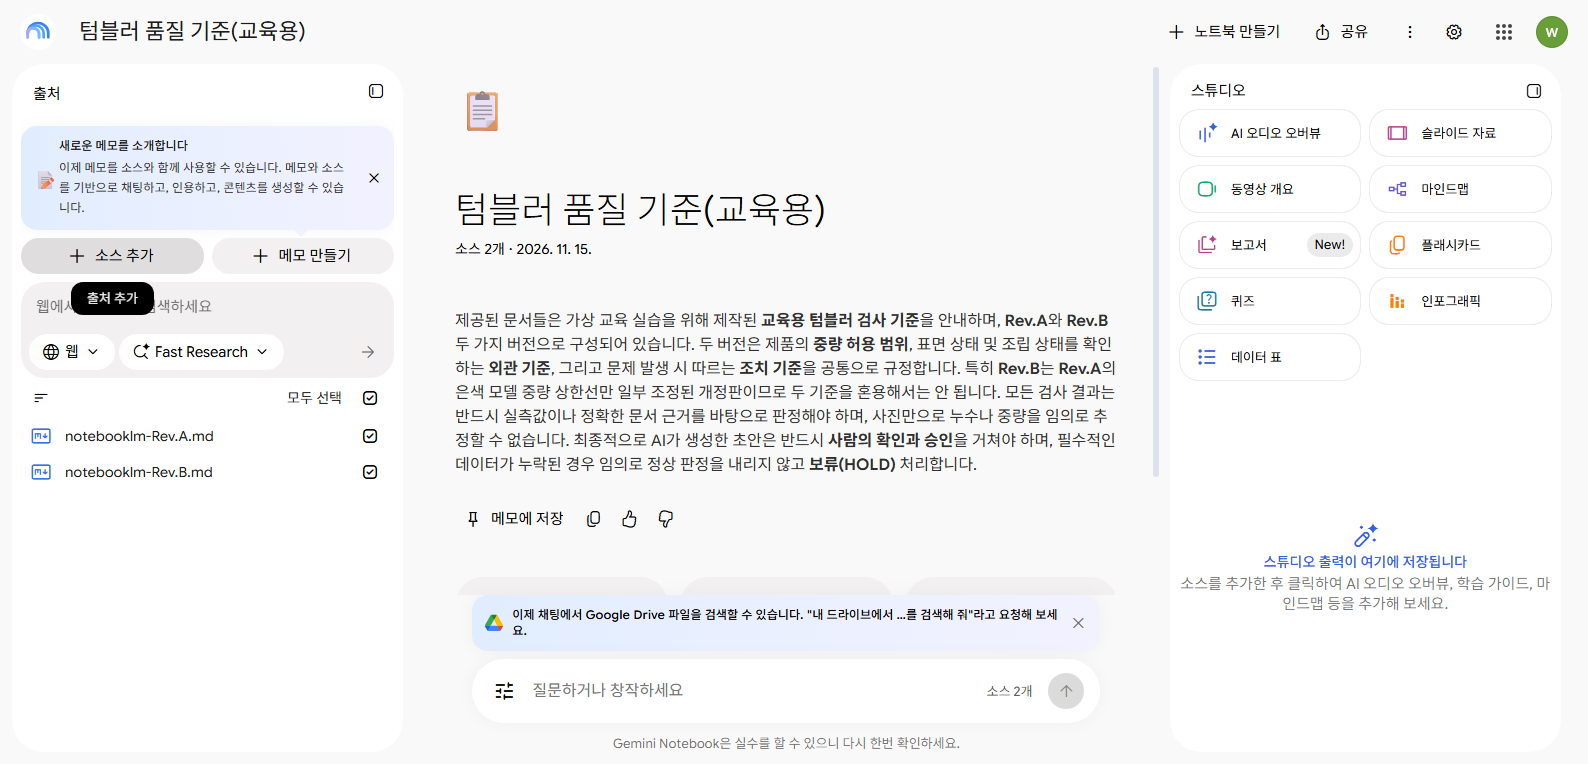 텀블러 품질 기준(교육용)
노트북 만들기
공유
W
출처
새로운 메모를 소개합니다
이제 메모를 소스와 함께 사용할 수 있습니다. 메모와 소스
를 기반으로 채팅하고, 인용하고, 콘텐츠를 생성할 수 있습
니다.
소스 추가
메모 만들기
웹에서
출처 추가
검색하세요
웹
Fast Research
모두 선택
notebooklm-Rev.A.md
notebooklm-Rev.B.md
텀블러 품질 기준(교육용)
소스 2개 · 2026. 11. 15.
제공된 문서들은 가상 교육 실습을 위해 제작된 교육용 텀블러 검사 기준을 안내하며, Rev.A와 Rev.B
두 가지 버전으로 구성되어 있습니다. 두 버전은 제품의 중량 허용 범위, 표면 상태 및 조립 상태를 확인
하는 외관 기준, 그리고 문제 발생 시 따르는 조치 기준을 공통으로 규정합니다. 특히 Rev.B는 Rev.A의
은색 모델 중량 상한선만 일부 조정된 개정판이므로 두 기준을 혼용해서는 안 됩니다. 모든 검사 결과는
반드시 실측값이나 정확한 문서 근거를 바탕으로 판정해야 하며, 사진만으로 누수나 중량을 임의로 추
정할 수 없습니다. 최종적으로 AI가 생성한 초안은 반드시 사람의 확인과 승인을 거쳐야 하며, 필수적인
데이터가 누락된 경우 임의로 정상 판정을 내리지 않고 보류(HOLD) 처리합니다.
메모에 저장
이제 채팅에서 Google Drive 파일을 검색할 수 있습니다. "내 드라이브에서 ...를 검색해 줘"라고 요청해 보세
요.
질문하거나 창작하세요
소스 2개
Gemini Notebook은 실수를 할 수 있으니 다시 한번 확인하세요.
스튜디오
AI 오디오 오버뷰
슬라이드 자료
동영상 개요
마인드맵
보고서
New!
플래시카드
퀴즈
인포그래픽
데이터 표
스튜디오 출력이 여기에 저장됩니다
소스를 추가한 후 클릭하여 AI 오디오 오버뷰, 학습 가이드, 마
인드맵 등을 추가해 보세요.